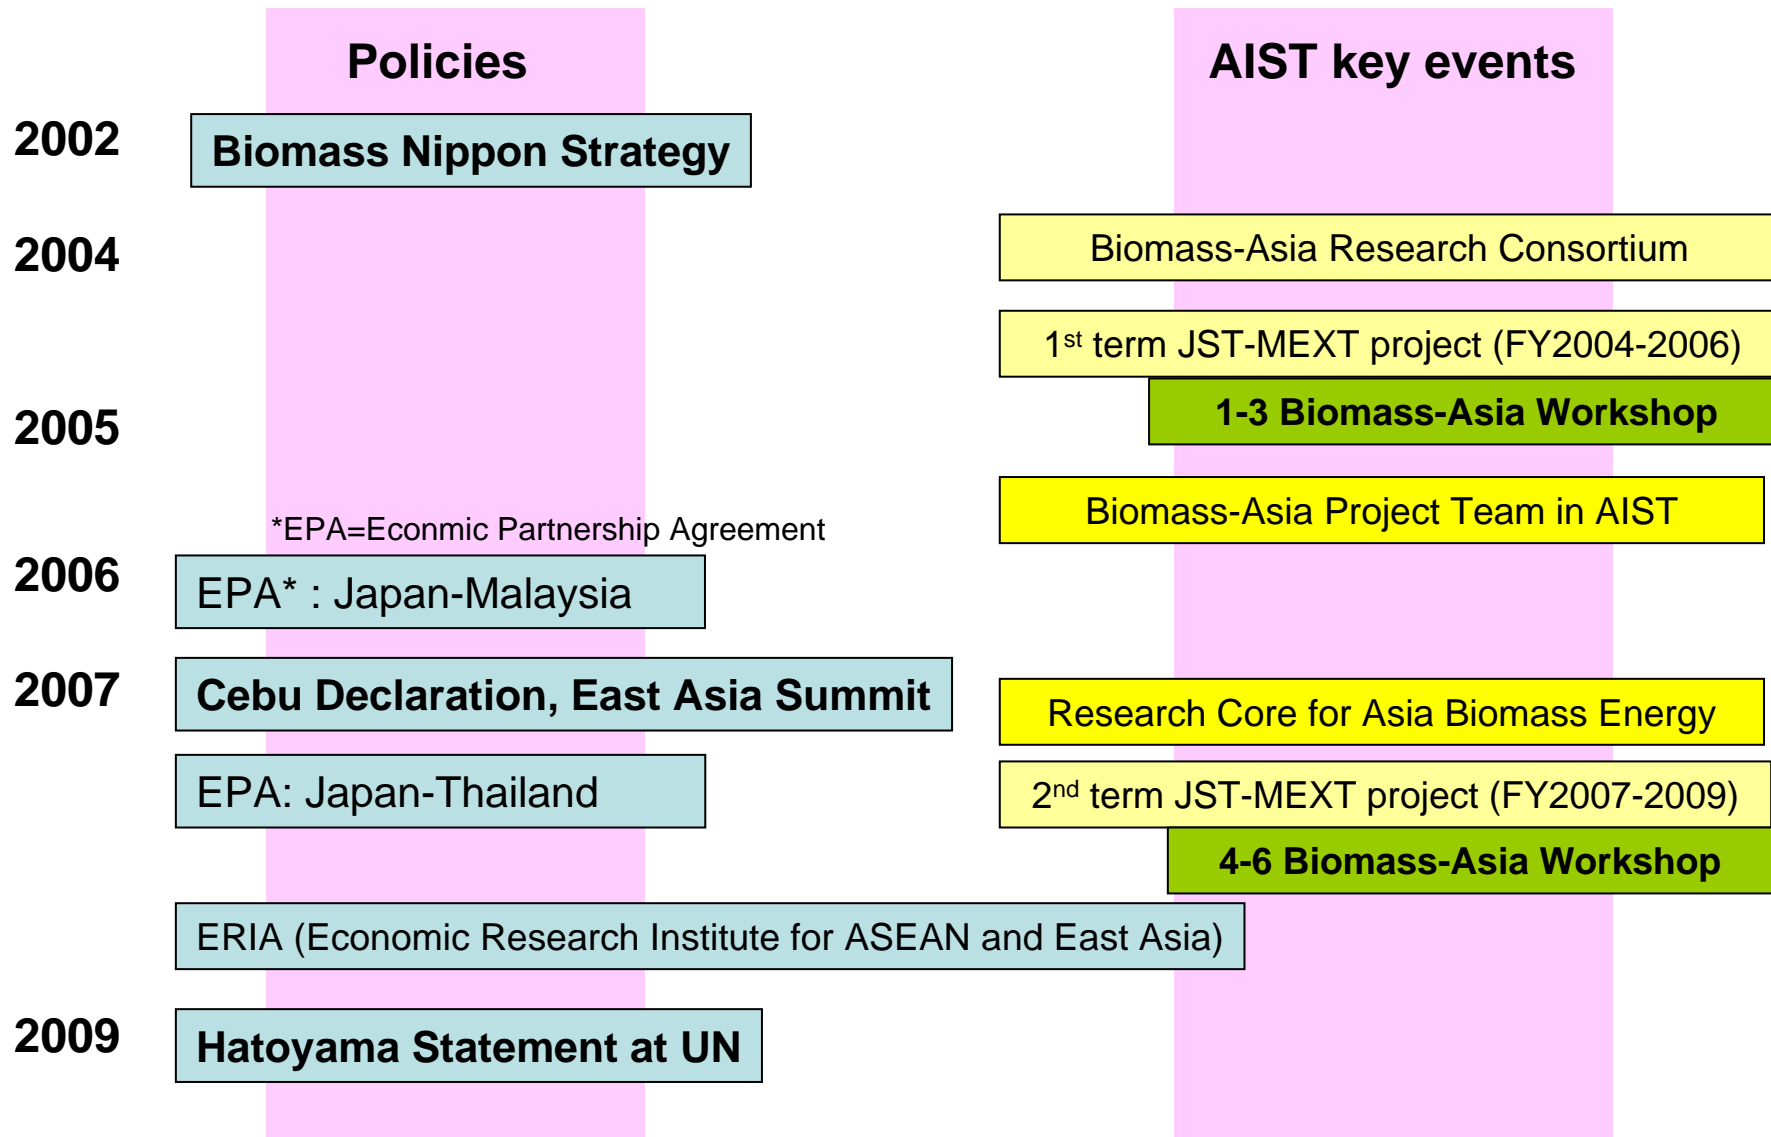 Policies
AIST key events
2002
Biomass Nippon Strategy
2004
Biomass-Asia Research Consortium
1st term JST-MEXT project (FY2004-2006)
2005
1-3 Biomass-Asia Workshop
Biomass-Asia Project Team in AIST
*EPA=Econmic Partnership Agreement
2006
EPA* : Japan-Malaysia
2007
Cebu Declaration, East Asia Summit
Research Core for Asia Biomass Energy
EPA: Japan-Thailand
2nd term JST-MEXT project (FY2007-2009)
4-6 Biomass-Asia Workshop
ERIA (Economic Research Institute for ASEAN and East Asia)
2009
Hatoyama Statement at UN